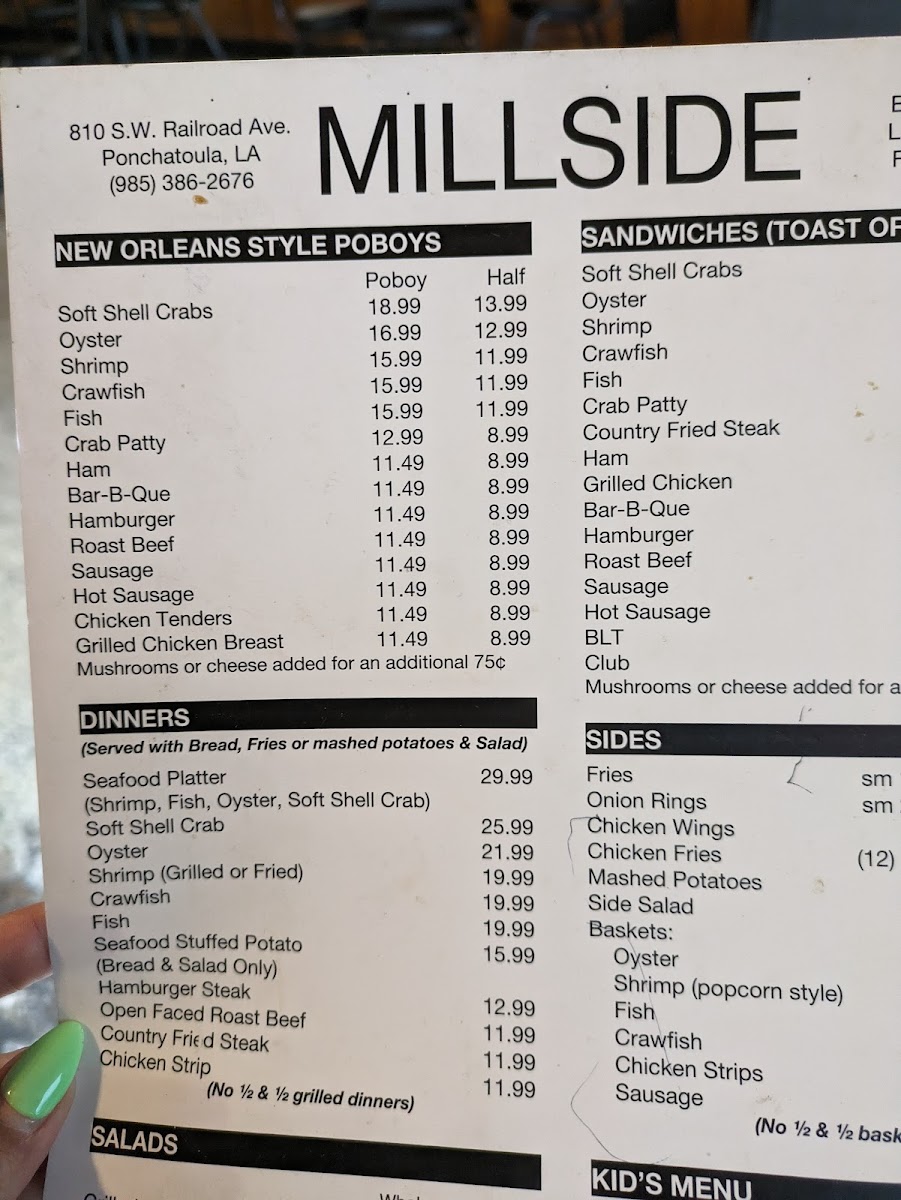 810 S.W. Railroad Ave.
Ponchatoula, LA
(985) 386-2676
MILLSIDE
NEW ORLEANS STYLE POBOYS
Poboy Half
Soft Shell Crabs 18.99 13.99
Oyster 16.99 12.99
Shrimp 15.99 11.99
Crawfish 15.99 11.99
Fish 15.99 11.99
Crab Patty 12.99 8.99
Ham 11.49 8.99
Bar-B-Que 11.49 8.99
Hamburger 11.49 8.99
Roast Beef 11.49 8.99
Sausage 11.49 8.99
Hot Sausage 11.49 8.99
Chicken Tenders 11.49 8.99
Grilled Chicken Breast 11.49 8.99
Mushrooms or cheese added for an additional 75¢
DINNERS
(Served with Bread, Fries or mashed potatoes & Salad)
Seafood Platter 29.99
(Shrimp, Fish, Oyster, Soft Shell Crab)
Soft Shell Crab 25.99
Oyster 21.99
Shrimp (Grilled or Fried) 19.99
Crawfish 19.99
Fish 19.99
Seafood Stuffed Potato 15.99
(Bread & Salad Only)
Hamburger Steak 12.99
Open Faced Roast Beef 11.99
Country Fried Steak 11.99
Chicken Strip 11.99
(No ½ & ½ grilled dinners)
SALADS
SANDWICHES (TOAST OR
Soft Shell Crabs
Oyster
Shrimp
Crawfish
Fish
Crab Patty
Country Fried Steak
Ham
Grilled Chicken
Bar-B-Que
Hamburger
Roast Beef
Sausage
Hot Sausage
BLT
Club
Mushrooms or cheese added for a
SIDES
Fries sm
Onion Rings sm
Chicken Wings
Chicken Fries (12)
Mashed Potatoes
Side Salad
Baskets:
Oyster
Shrimp (popcorn style)
Fish
Crawfish
Chicken Strips
Sausage
(No ½ & ½ bask
KID'S MENU